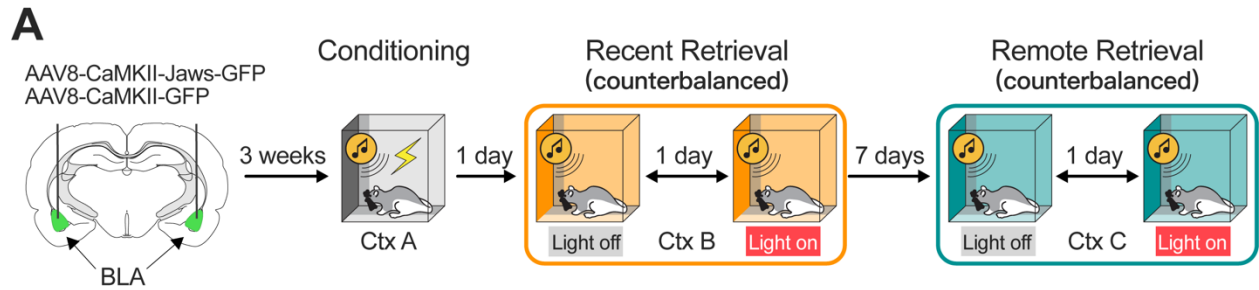 A
AAV8-CaMKII-Jaws-GFP
AAV8-CaMKII-GFP
BLA
3 weeks
Conditioning
Ctx A
1 day
Recent Retrieval
(counterbalanced)
1 day
Light off
Ctx B
Light on
7 days
Remote Retrieval
(counterbalanced)
1 day
Light off
Ctx C
Light on